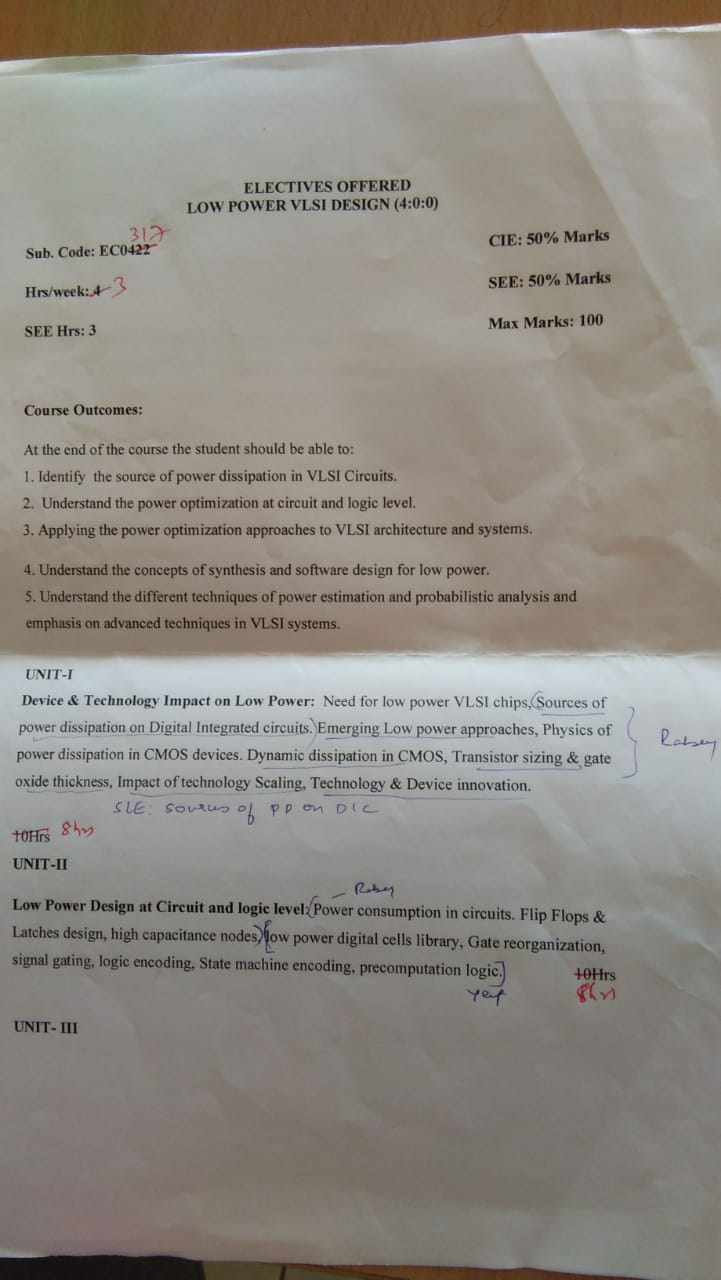 ELECTIVES OFFERED
LOW POWER VLSI DESIGN (4:0:0)
317
Sub. Code: EC0422
CIE: 50% Marks
Hrs/week: 4 3
SEE: 50% Marks
SEE Hrs: 3
Max Marks: 100
Course Outcomes:
At the end of the course the student should be able to:
1. Identify the source of power dissipation in VLSI Circuits.
2. Understand the power optimization at circuit and logic level.
3. Applying the power optimization approaches to VLSI architecture and systems.
4. Understand the concepts of synthesis and software design for low power.
5. Understand the different techniques of power estimation and probabilistic analysis and
emphasis on advanced techniques in VLSI systems.
UNIT-I
Device & Technology Impact on Low Power: Need for low power VLSI chips, (Sources of
power dissipation on Digital Integrated circuits.) Emerging Low power approaches, Physics of
power dissipation in CMOS devices. Dynamic dissipation in CMOS, Transistor sizing & gate
oxide thickness, Impact of technology Scaling, Technology & Device innovation.
Rabey
SLE: sources of PD on DIC
10Hrs 8hrs
UNIT-II
Rabey
Low Power Design at Circuit and logic level: (Power consumption in circuits. Flip Flops &
Latches design, high capacitance nodes,) [low power digital cells library, Gate reorganization,
signal gating, logic encoding, State machine encoding, precomputation logic.]
10Hrs
8hrs
UNIT- III